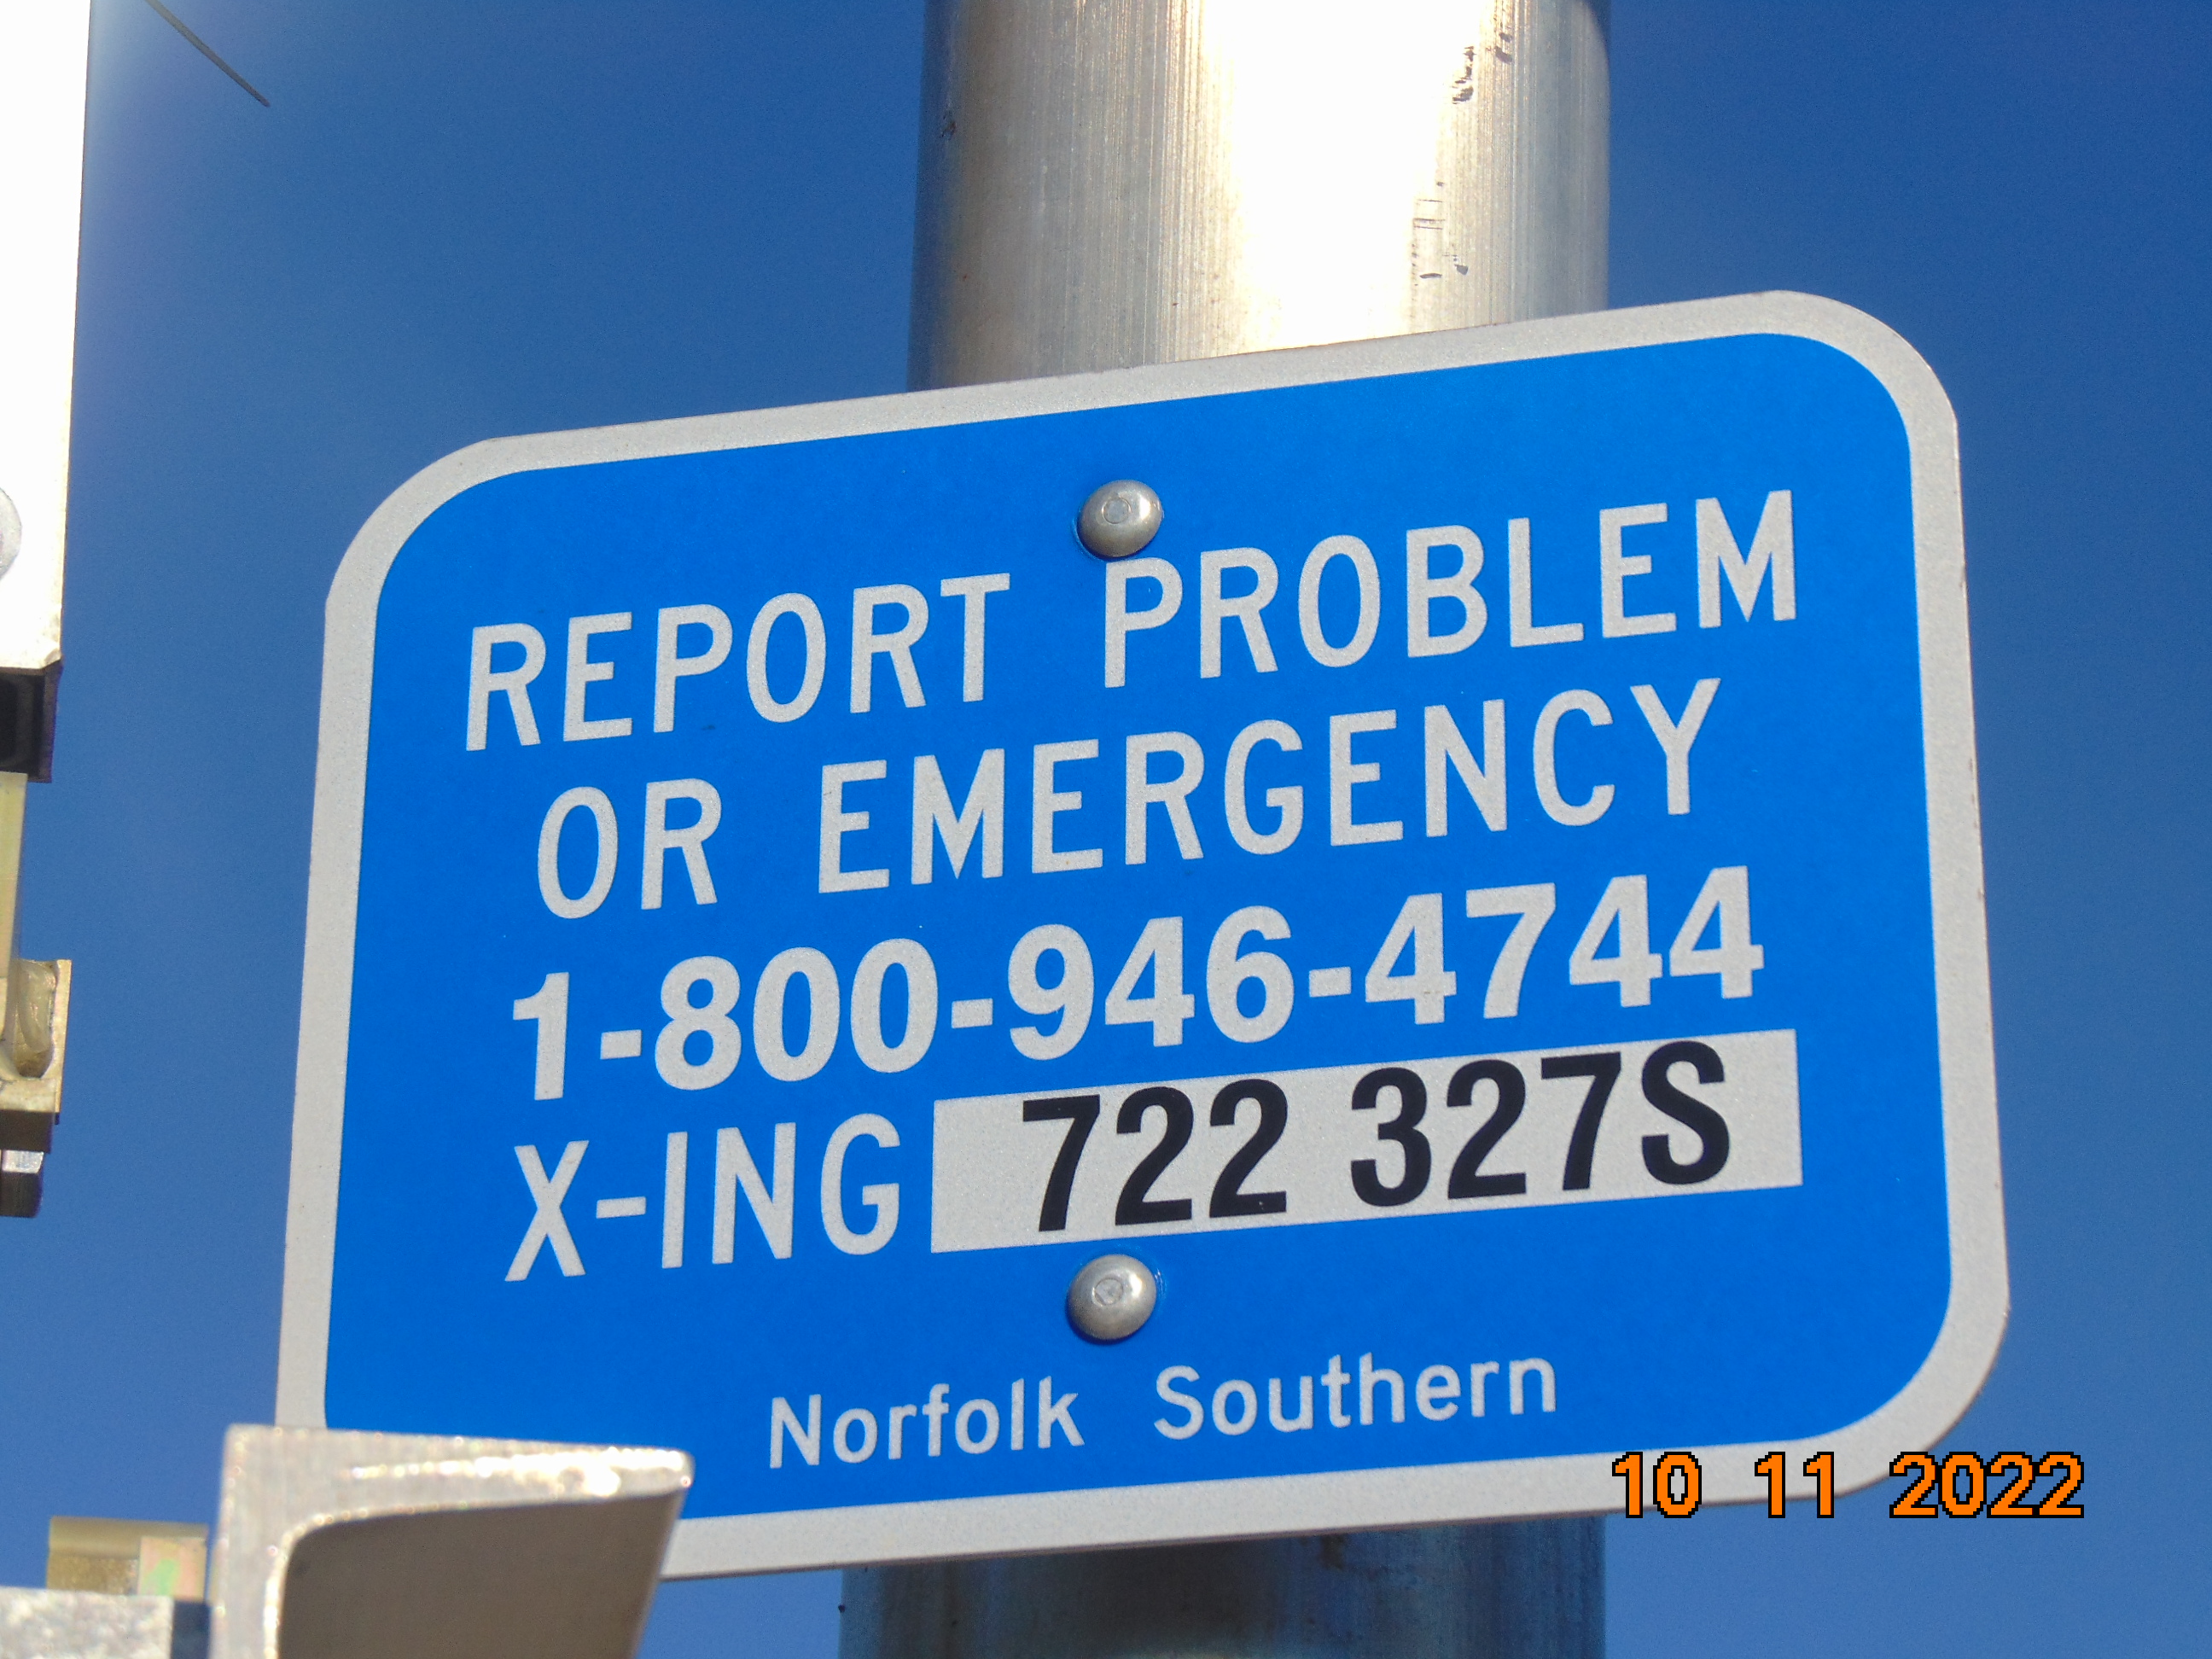 REPORT PROBLEM
OR EMERGENCY
1-800-946-4744
X-ING 722 327S
Norfolk Southern
10 11 2022